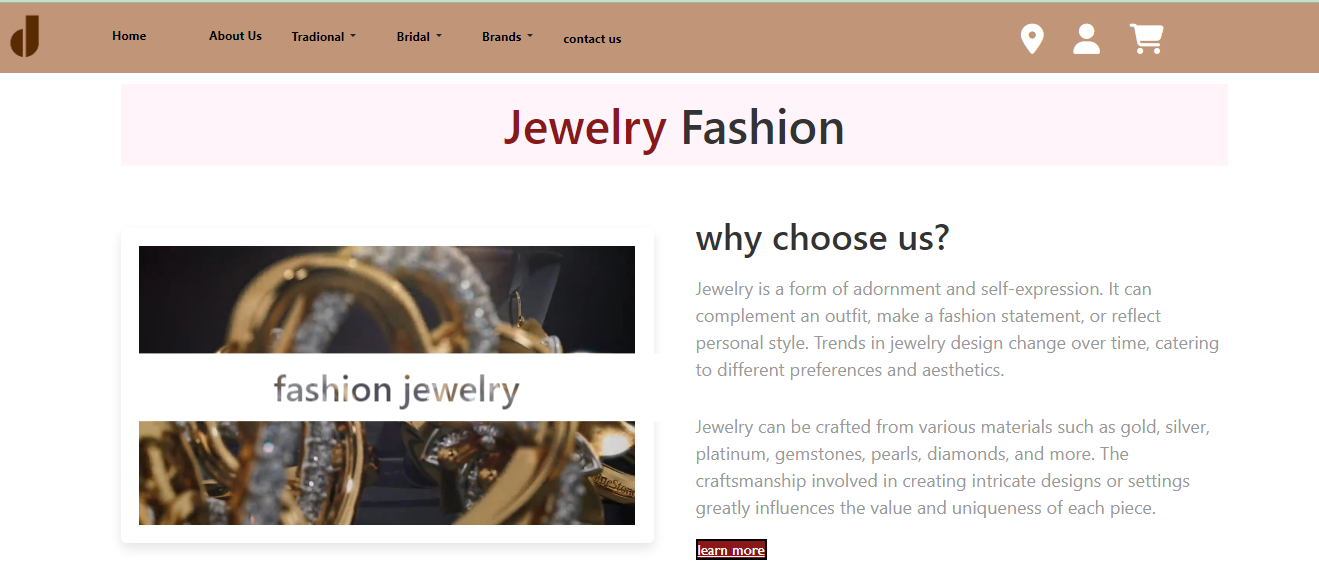 d
Home About Us Tradional Bridal Brands contact us
Jewelry Fashion
why choose us?
Jewelry is a form of adornment and self-expression. It can
complement an outfit, make a fashion statement, or reflect
personal style. Trends in jewelry design change over time, catering
to different preferences and aesthetics.
fashion jewelry
Jewelry can be crafted from various materials such as gold, silver,
platinum, gemstones, pearls, diamonds, and more. The
craftsmanship involved in creating intricate designs or settings
greatly influences the value and uniqueness of each piece.
learn more